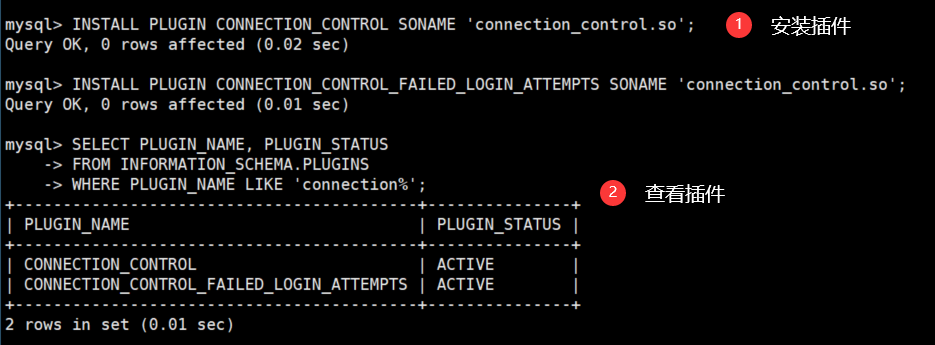 mysql> INSTALL PLUGIN CONNECTION_CONTROL SONAME 'connection_control.so'; 1 安装插件
Query OK, 0 rows affected (0.02 sec)
mysql> INSTALL PLUGIN CONNECTION_CONTROL_FAILED_LOGIN_ATTEMPTS SONAME 'connection_control.so';
Query OK, 0 rows affected (0.01 sec)
mysql> SELECT PLUGIN_NAME, PLUGIN_STATUS
    -> FROM INFORMATION_SCHEMA.PLUGINS
    -> WHERE PLUGIN_NAME LIKE 'connection%'; 2 查看插件
+------------------------------------------+---------------+
| PLUGIN_NAME                              | PLUGIN_STATUS |
+------------------------------------------+---------------+
| CONNECTION_CONTROL                       | ACTIVE        |
| CONNECTION_CONTROL_FAILED_LOGIN_ATTEMPTS | ACTIVE        |
+------------------------------------------+---------------+
2 rows in set (0.01 sec)